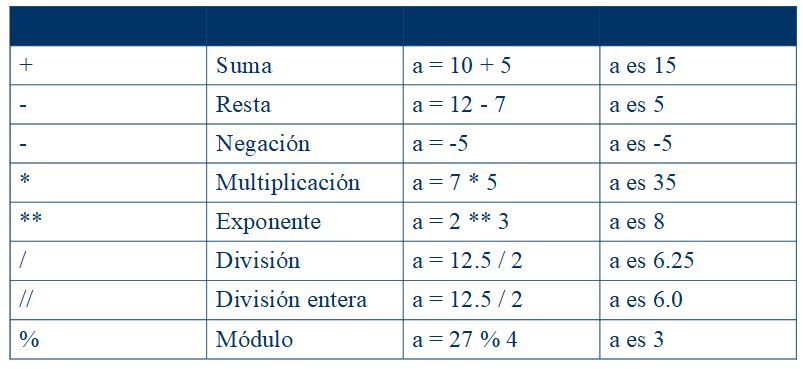 + Suma a = 10 + 5 a es 15
- Resta a = 12 - 7 a es 5
- Negación a = -5 a es -5
* Multiplicación a = 7 * 5 a es 35
** Exponente a = 2 ** 3 a es 8
/ División a = 12.5 / 2 a es 6.25
// División entera a = 12.5 / 2 a es 6.0
% Módulo a = 27 % 4 a es 3